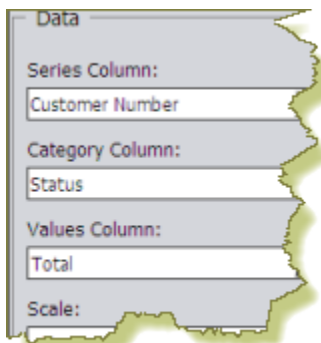 Data
Series Column:
Customer Number
Category Column:
Status
Values Column:
Total
Scale: